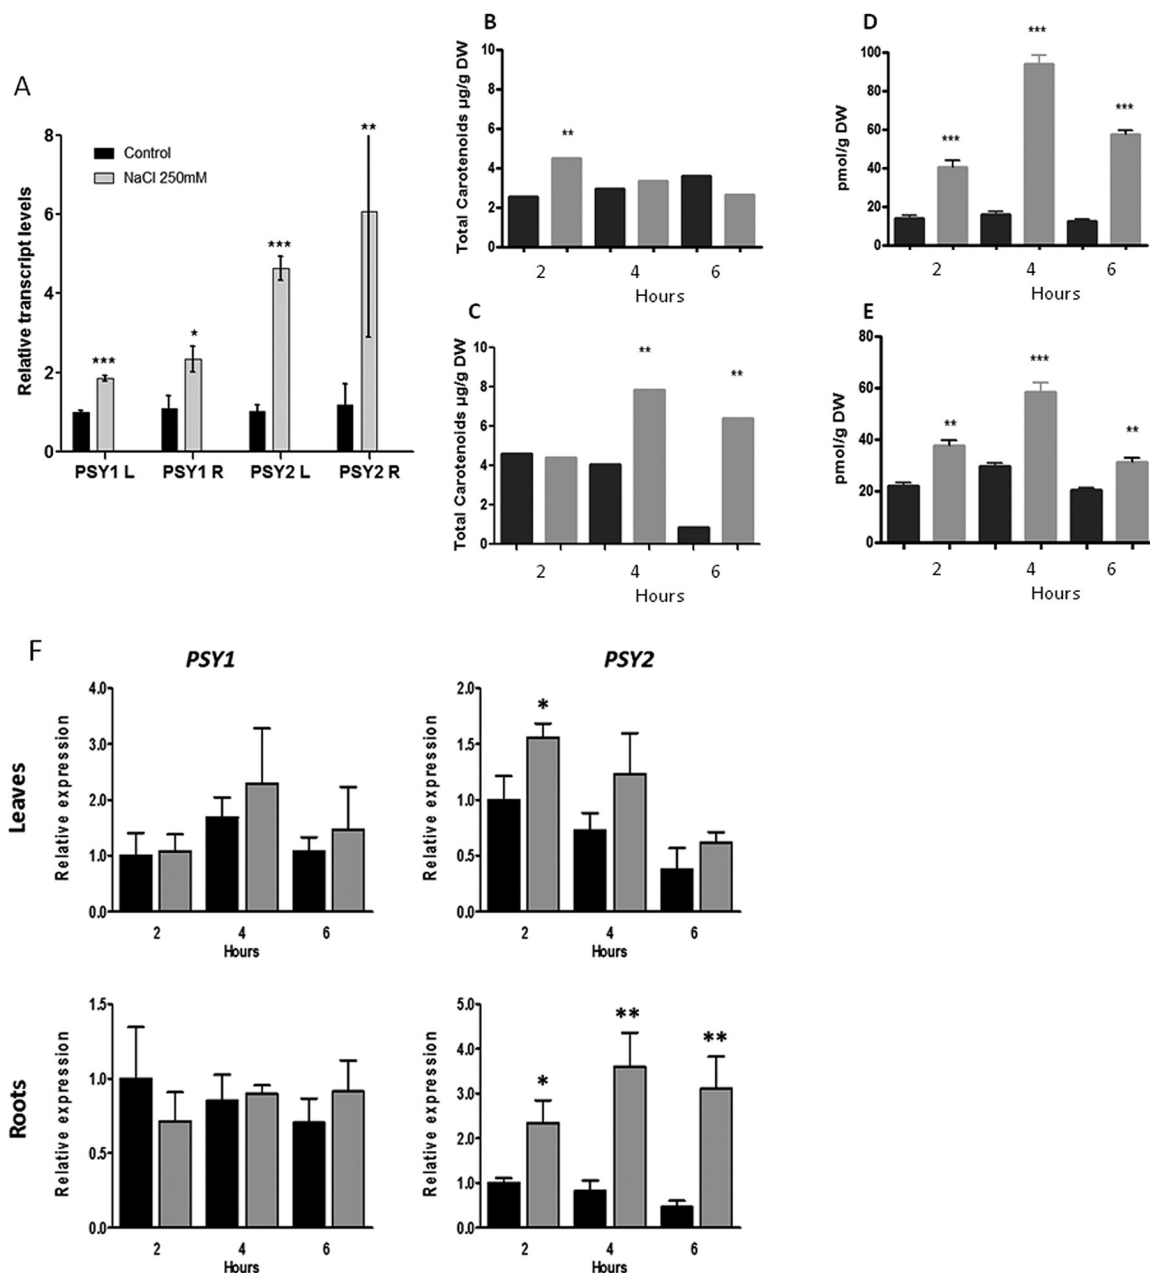 A
Relative transcript levels
8
6
4
2
0
Control
NaCl 250mM
***
*
***
**
PSY1 L
PSY1 R
PSY2 L
PSY2 R
B
Total Carotenoids µg/g DW
10
8
6
4
2
0
**
2 4 6
Hours
C
Total Carotenoids µg/g DW
10
8
6
4
2
0
** **
2 4 6
Hours
D
pmol/g DW
100
80
60
40
20
0
*** *** ***
2 4 6
Hours
E
pmol/g DW
80
60
40
20
0
** *** **
2 4 6
Hours
F
PSY1
PSY2
Leaves
Relative expression
4.0
3.0
2.0
1.0
0.0
2 4 6
Hours
Relative expression
2.0
1.5
1.0
0.5
0.0
*
2 4 6
Hours
Roots
Relative expression
1.5
1.0
0.5
0.0
2 4 6
Hours
Relative expression
5.0
4.0
3.0
2.0
1.0
0.0
* ** **
2 4 6
Hours